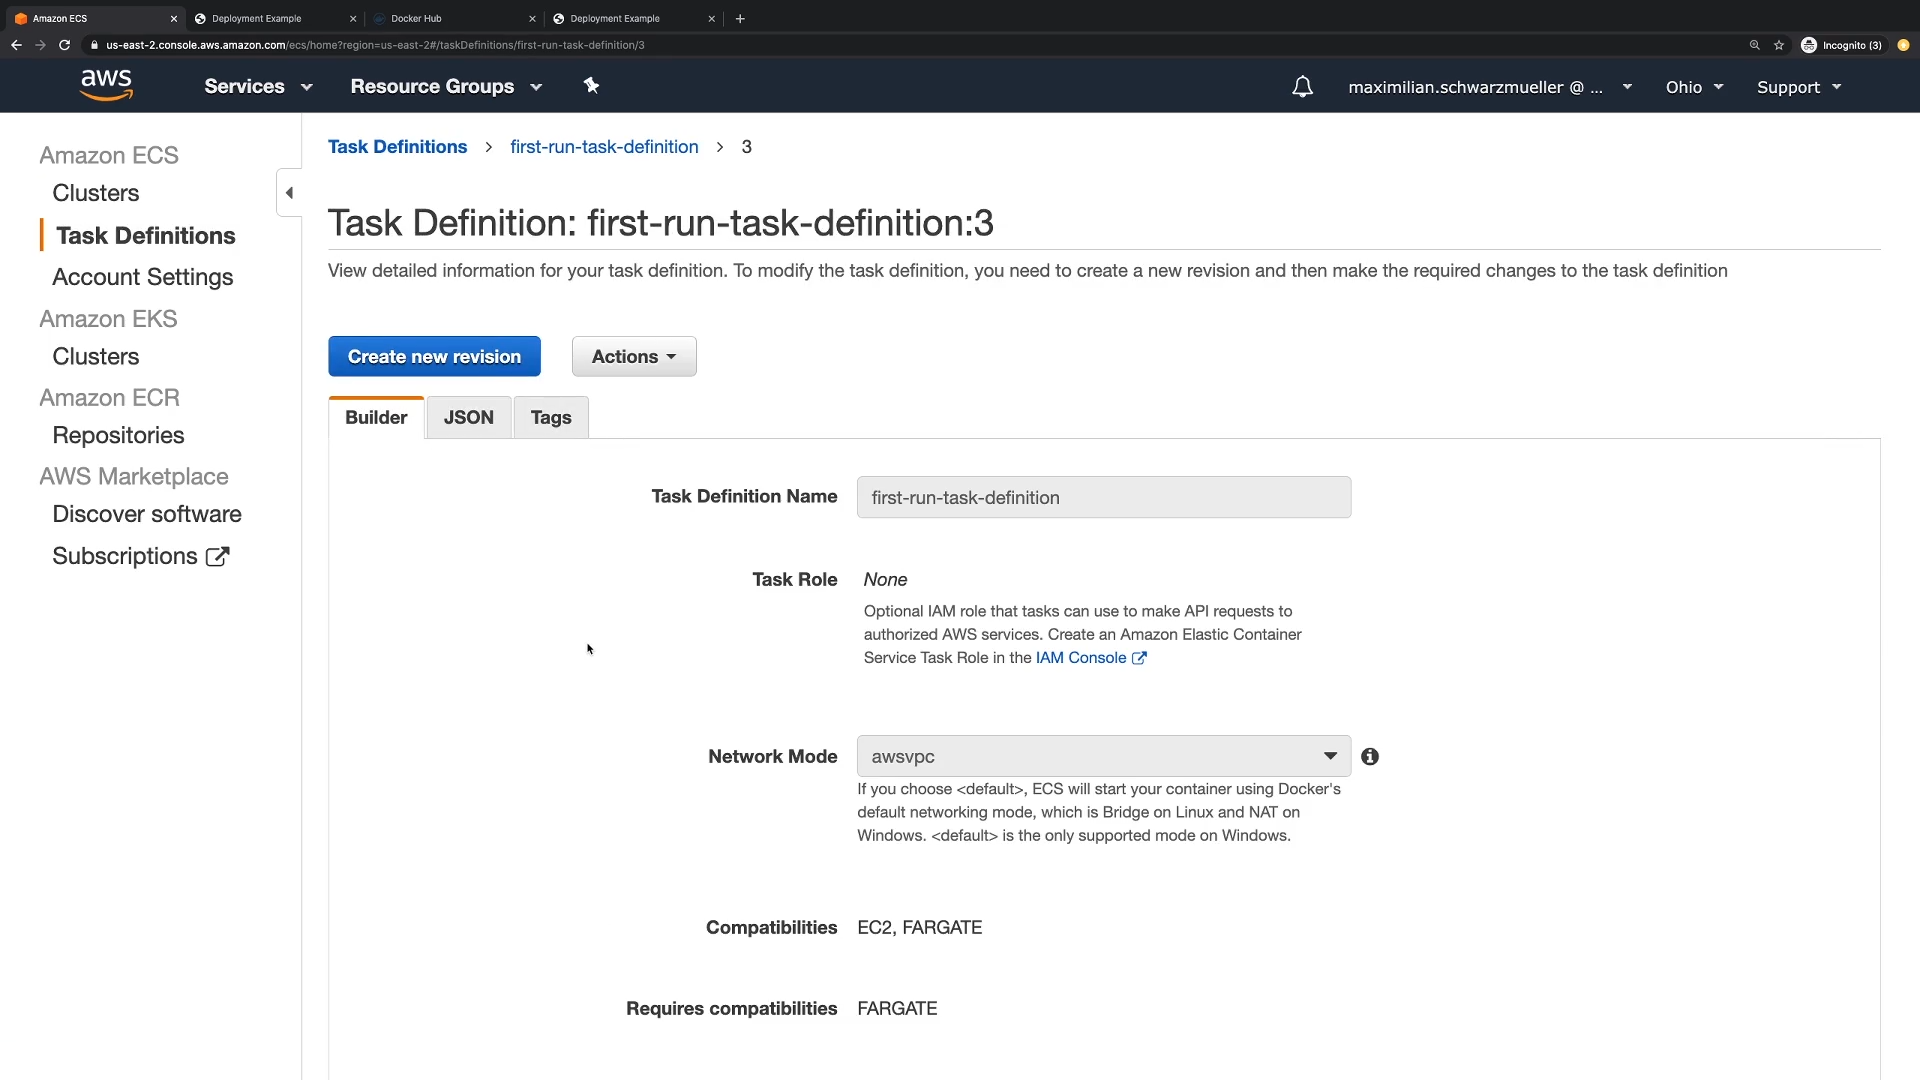 Amazon ECS
Deployment Example
Docker Hub
Deployment Example
us-east-2.console.aws.amazon.com/ecs/home?region=us-east-2#/taskDefinitions/first-run-task-definition/3
Incognito (3)
aws
Services
Resource Groups
maximilian.schwarzmueller @ ...
Ohio
Support
Amazon ECS
Clusters
Task Definitions
Account Settings
Amazon EKS
Clusters
Amazon ECR
Repositories
AWS Marketplace
Discover software
Subscriptions
Task Definitions > first-run-task-definition > 3
Task Definition: first-run-task-definition:3
View detailed information for your task definition. To modify the task definition, you need to create a new revision and then make the required changes to the task definition
Create new revision
Actions
Builder
JSON
Tags
Task Definition Name
first-run-task-definition
Task Role
None
Optional IAM role that tasks can use to make API requests to
authorized AWS services. Create an Amazon Elastic Container
Service Task Role in the IAM Console
Network Mode
awsvpc
If you choose <default>, ECS will start your container using Docker's
default networking mode, which is Bridge on Linux and NAT on
Windows. <default> is the only supported mode on Windows.
Compatibilities
EC2, FARGATE
Requires compatibilities
FARGATE